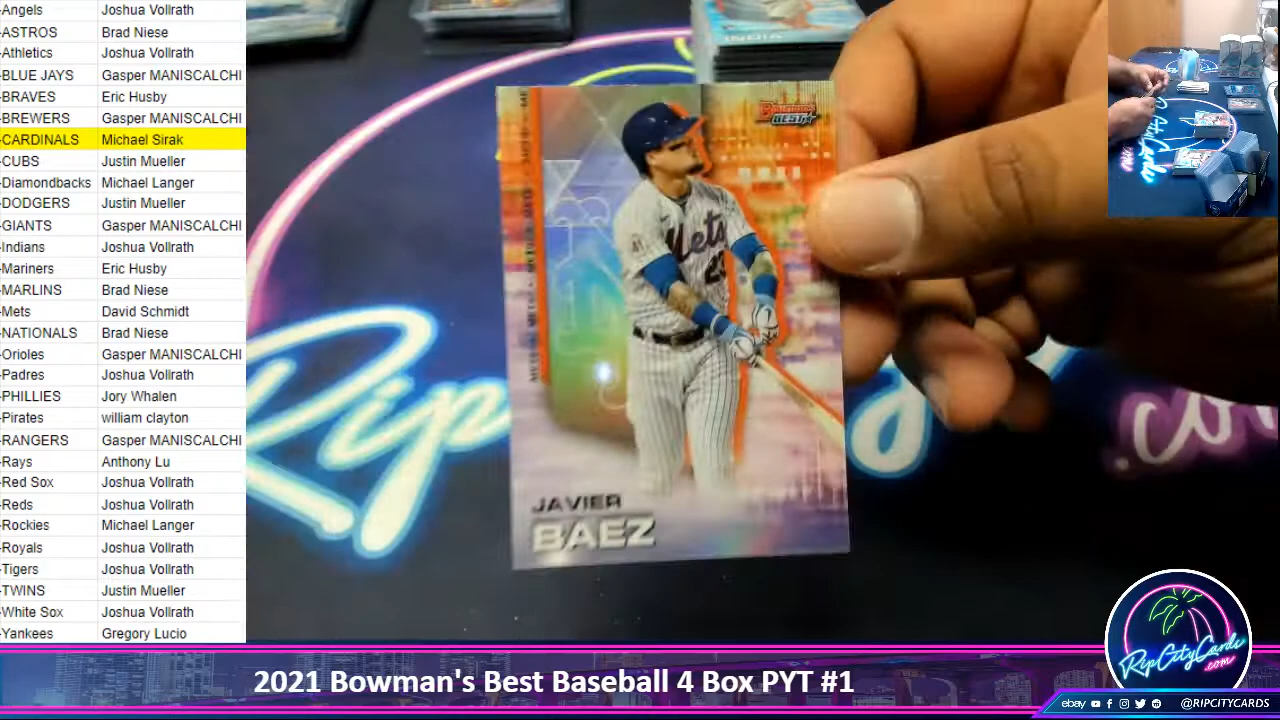 -Angels Joshua Vollrath
-ASTROS Brad Niese
-Athletics Joshua Vollrath
-BLUE JAYS Gasper MANISCALCHI
-BRAVES Eric Husby
-BREWERS Gasper MANISCALCHI
-CARDINALS Michael Sirak
-CUBS Justin Mueller
-Diamondbacks Michael Langer
-DODGERS Justin Mueller
-GIANTS Gasper MANISCALCHI
-Indians Joshua Vollrath
-Mariners Eric Husby
-MARLINS Brad Niese
-Mets David Schmidt
-NATIONALS Brad Niese
-Orioles Gasper MANISCALCHI
-Padres Joshua Vollrath
-PHILLIES Jory Whalen
-Pirates william clayton
-RANGERS Gasper MANISCALCHI
-Rays Anthony Lu
-Red Sox Joshua Vollrath
-Reds Joshua Vollrath
-Rockies Michael Langer
-Royals Joshua Vollrath
-Tigers Joshua Vollrath
-TWINS Justin Mueller
-White Sox Joshua Vollrath
-Yankees Gregory Lucio
INDIA
Bowman's
BEST
Mets
23
JAVIER
BAEZ
Rip
2021 Bowman's Best Baseball 4 Box PYT #1
RipCityCards
.com
ebay @RIPCITYCARDS